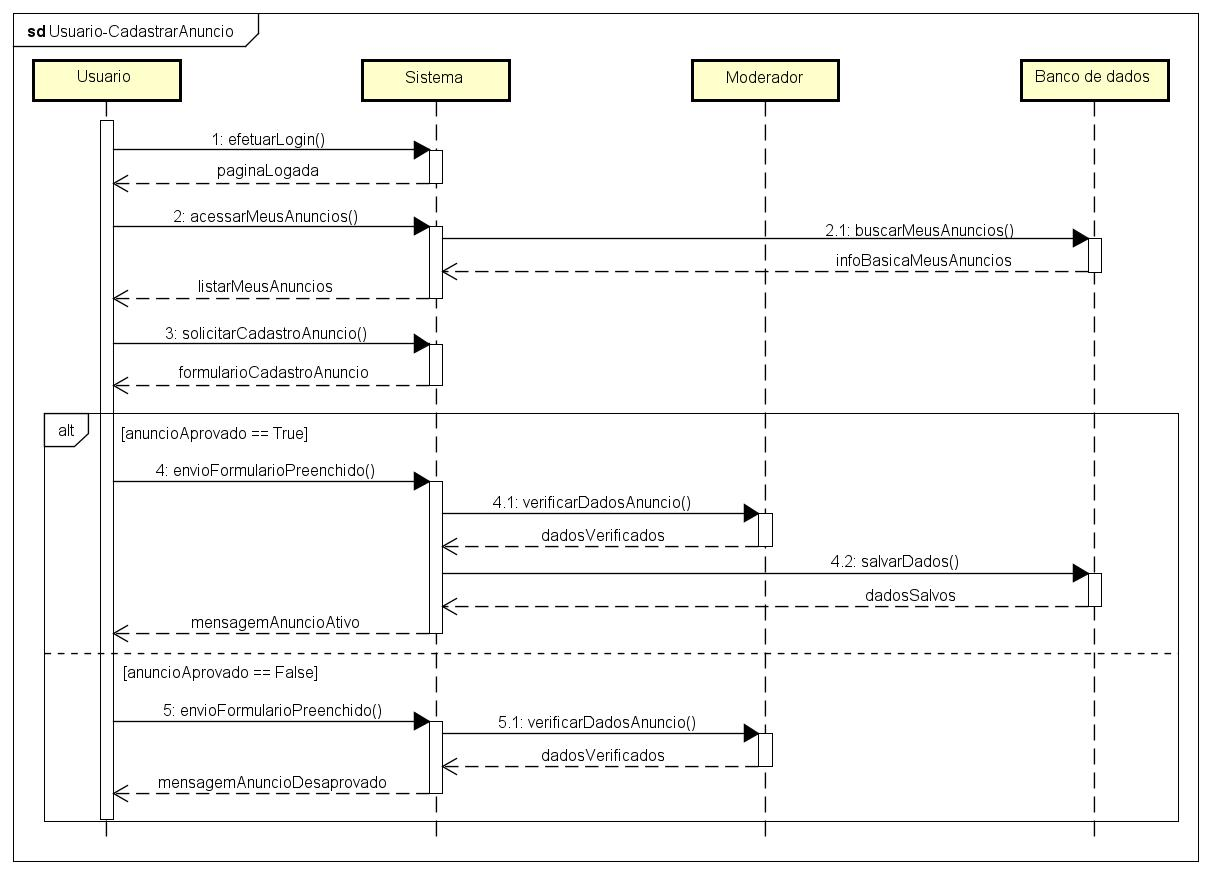 sd Usuario-CadastrarAnuncio
Usuario
Sistema
Moderador
Banco de dados
1: efetuarLogin()
paginaLogada
2: acessarMeusAnuncios()
2.1: buscarMeusAnuncios()
infoBasicaMeusAnuncios
listarMeusAnuncios
3: solicitarCadastroAnuncio()
formularioCadastroAnuncio
alt
[anuncioAprovado == True]
4: envioFormularioPreenchido()
4.1: verificarDadosAnuncio()
dadosVerificados
4.2: salvarDados()
dadosSalvos
mensagemAnuncioAtivo
[anuncioAprovado == False]
5: envioFormularioPreenchido()
5.1: verificarDadosAnuncio()
dadosVerificados
mensagemAnuncioDesaprovado